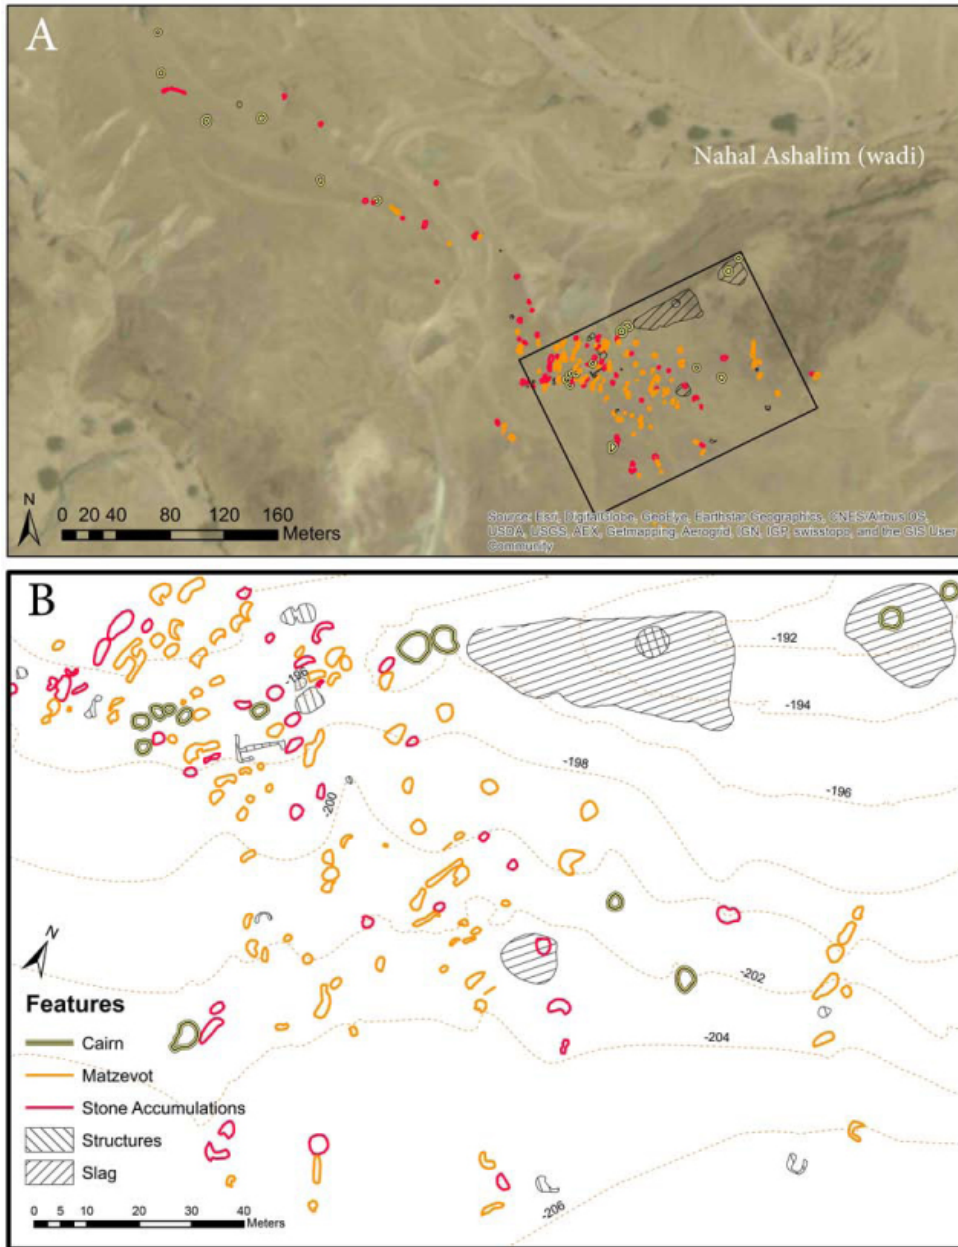 A
Nahal Ashalim (wadi)
N
0 20 40 80 120 160
Meters
Source: Esri, DigitalGlobe, GeoEye, Earthstar Geographics, CNES/Airbus DS,
USDA, USGS, AEX, Getmapping, Aerogrid, IGN, IGP, swisstopo, and the GIS User
Community
B
-192
-196
-194
-198
-196
-200
N
-202
Features
-204
Cairn
Matzevot
Stone Accumulations
Structures
Slag
-206
0 5 10 20 30 40
Meters